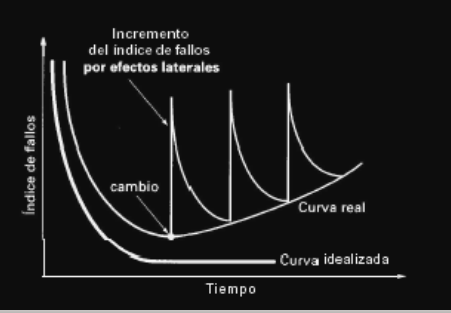 Incremento
del índice de fallos
por efectos laterales
Índice de fallos
cambio
Curva real
Curva idealizada
Tiempo